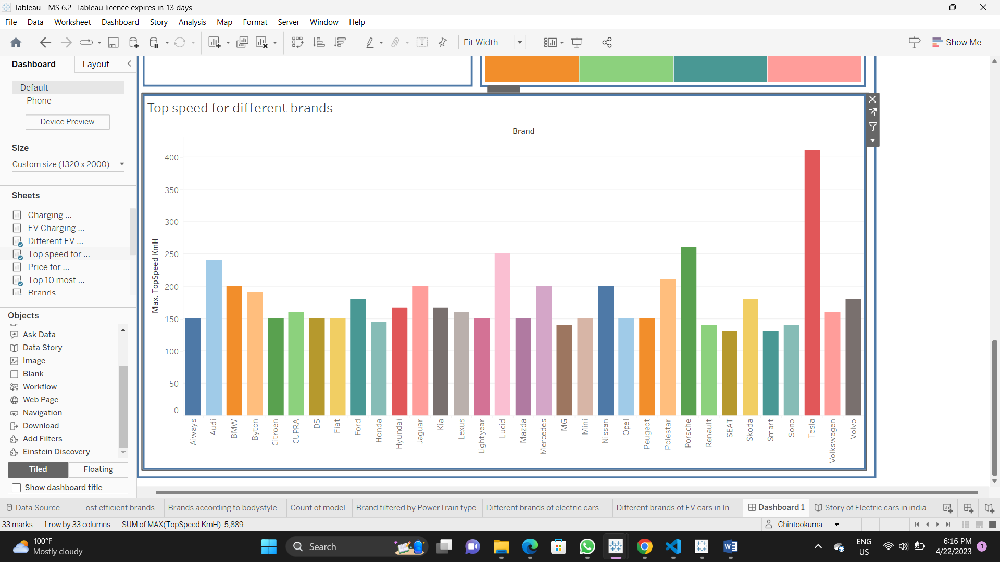 Tableau - MS 6.2- Tableau licence expires in 13 days
File Data Worksheet Dashboard Story Analysis Map Format Server Window Help
Fit Width
Show Me
Dashboard Layout
Default
Phone
Device Preview
Size
Custom size (1320 x 2000)
Sheets
Charging ...
EV Charging ...
Different EV ...
Top speed for ...
Price for ...
Top 10 most ...
Brands
Objects
Ask Data
Data Story
Image
Blank
Workflow
Web Page
Navigation
Download
Add Filters
Einstein Discovery
Tiled Floating
Show dashboard title
Top speed for different brands
Brand
Max. TopSpeed KmH
400
350
300
250
200
150
100
50
0
Aiways
Audi
BMW
Byton
Citroen
CUPRA
DS
Fiat
Ford
Honda
Hyundai
Jaguar
Kia
Lexus
Lightyear
Lucid
Mazda
Mercedes
MG
Mini
Nissan
Opel
Peugeot
Polestar
Porsche
Renault
SEAT
Skoda
Smart
Sono
Tesla
Volkswagen
Volvo
Data Source ost efficient brands Brands according to bodystyle Count of model Brand filtered by PowerTrain type Different brands of electric cars ... Different brands of EV cars in In... Dashboard 1 Story of Electric cars in india
33 marks 1 row by 33 columns SUM of MAX(TopSpeed KmH): 5,889
Chintookuma...
100°F
Mostly cloudy
Search
ENG
US
6:16 PM
4/22/2023
1